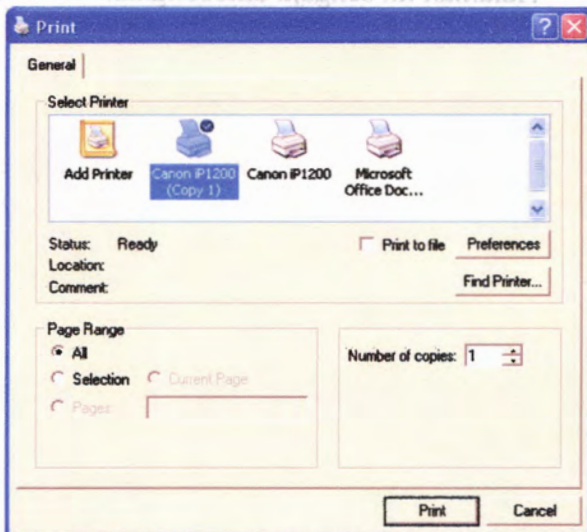 Print
General
Select Printer
Add Printer
Canon iP1200
(Copy 1)
Canon iP1200
Microsoft
Office Doc...
Status: Ready
Print to file
Preferences
Location:
Find Printer...
Comment:
Page Range
All
Selection
Current Page
Pages:
Number of copies: 1
Print
Cancel